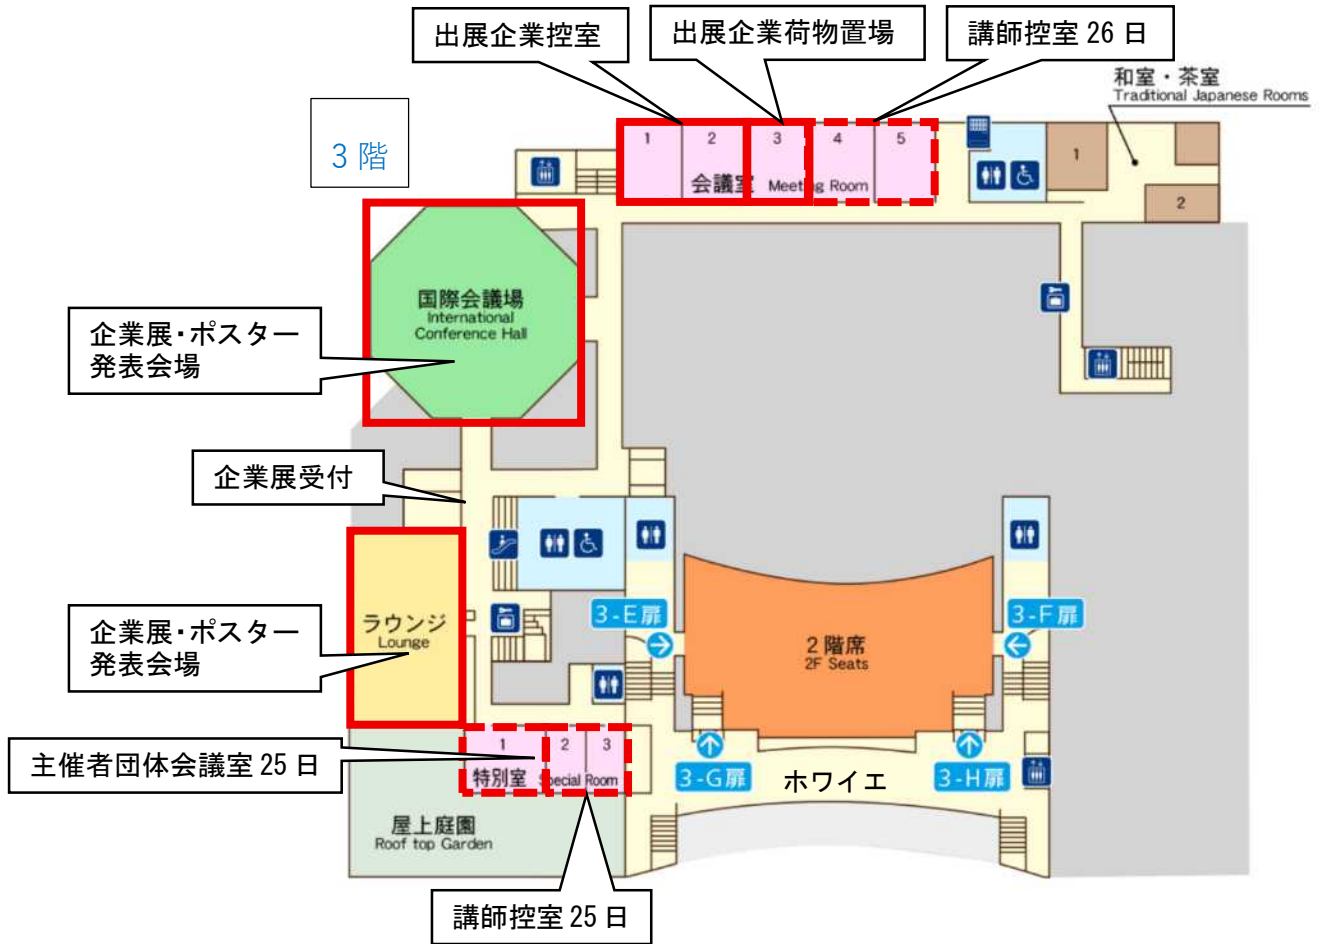 出展企業控室
出展企業荷物置場
講師控室 26 日
和室・茶室
Traditional Japanese Rooms
3 階
1
2
3
4
5
会議室 Meeting Room
1
2
国際会議場
International
Conference Hall
企業展・ポスター
発表会場
企業展受付
3-E扉
3-F扉
ラウンジ
Lounge
2階席
2F Seats
企業展・ポスター
発表会場
主催者団体会議室 25 日
1
2
3
特別室 Special Room
3-G扉
ホワイエ
3-H扉
屋上庭園
Roof top Garden
講師控室 25 日